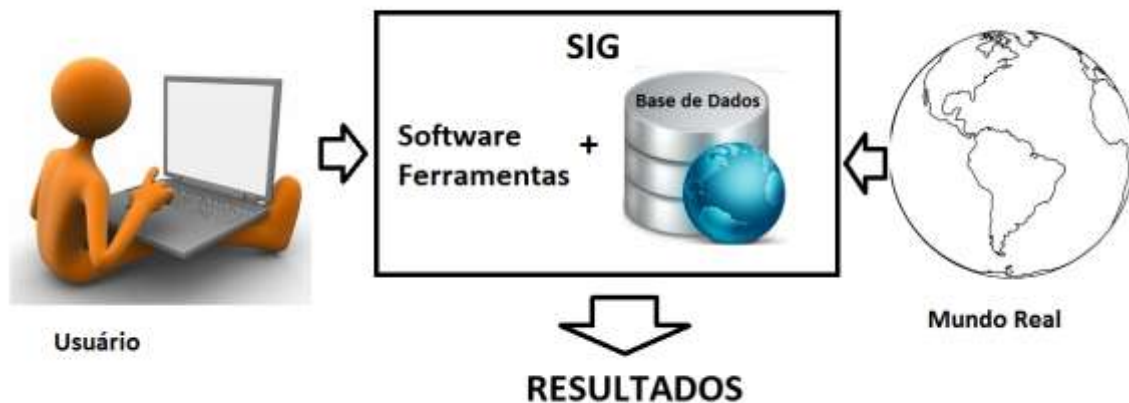 SIG
Base de Dados
Software
+
Ferramentas
Usuário
Mundo Real
RESULTADOS